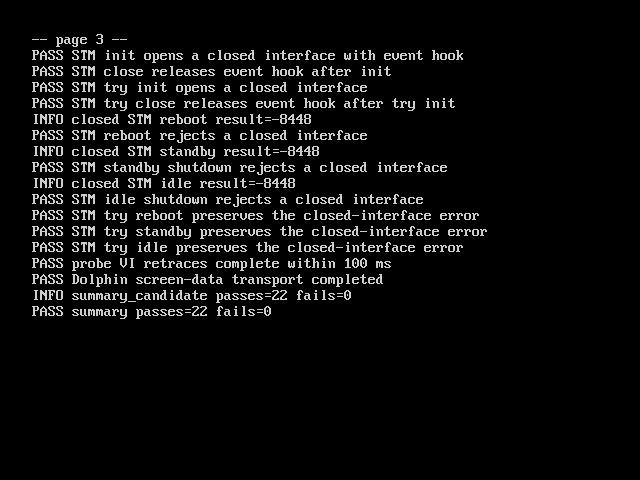 -- page 3 --
PASS STM init opens a closed interface with event hook
PASS STM close releases event hook after init
PASS STM try init opens a closed interface
PASS STM try close releases event hook after try init
INFO closed STM reboot result=-8448
PASS STM reboot rejects a closed interface
INFO closed STM standby result=-8448
PASS STM standby shutdown rejects a closed interface
INFO closed STM idle result=-8448
PASS STM idle shutdown rejects a closed interface
PASS STM try reboot preserves the closed-interface error
PASS STM try standby preserves the closed-interface error
PASS STM try idle preserves the closed-interface error
PASS probe VI retraces complete within 100 ms
PASS Dolphin screen-data transport completed
INFO summary_candidate passes=22 fails=0
PASS summary passes=22 fails=0